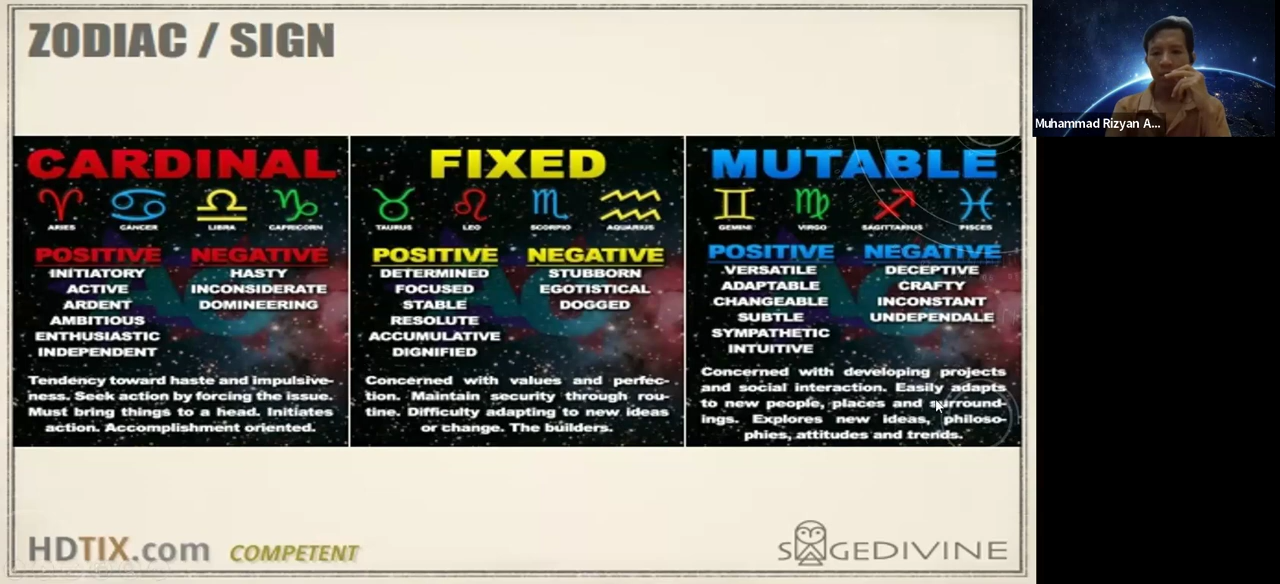 ZODIAC / SIGN
Muhammad Rizyan A...
CARDINAL
ARIES CANCER LIBRA CAPRICORN
POSITIVE NEGATIVE
INITIATORY HASTY
ACTIVE INCONSIDERATE
ARDENT DOMINEERING
AMBITIOUS
ENTHUSIASTIC
INDEPENDENT
Tendency toward haste and impulsive-
ness. Seek action by forcing the issue.
Must bring things to a head. Initiates
action. Accomplishment oriented.
FIXED
TAURUS LEO SCORPIO AQUARIUS
POSITIVE NEGATIVE
DETERMINED STUBBORN
FOCUSED EGOTISTICAL
STABLE DOGGED
RESOLUTE
ACCUMULATIVE
DIGNIFIED
Concerned with values and perfec-
tion. Maintain security through rou-
tine. Difficulty adapting to new ideas
or change. The builders.
MUTABLE
GEMINI VIRGO SAGITTARIUS PISCES
POSITIVE NEGATIVE
VERSATILE DECEPTIVE
ADAPTABLE CRAFTY
CHANGEABLE INCONSTANT
SUBTLE UNDEPENDALE
SYMPATHETIC
INTUITIVE
Concerned with developing projects
and social interaction. Easily adapts
to new people, places and surround-
ings. Explores new ideas, philoso-
phies, attitudes and trends.
HDTIX.com COMPETENT
SAGEDIVINE